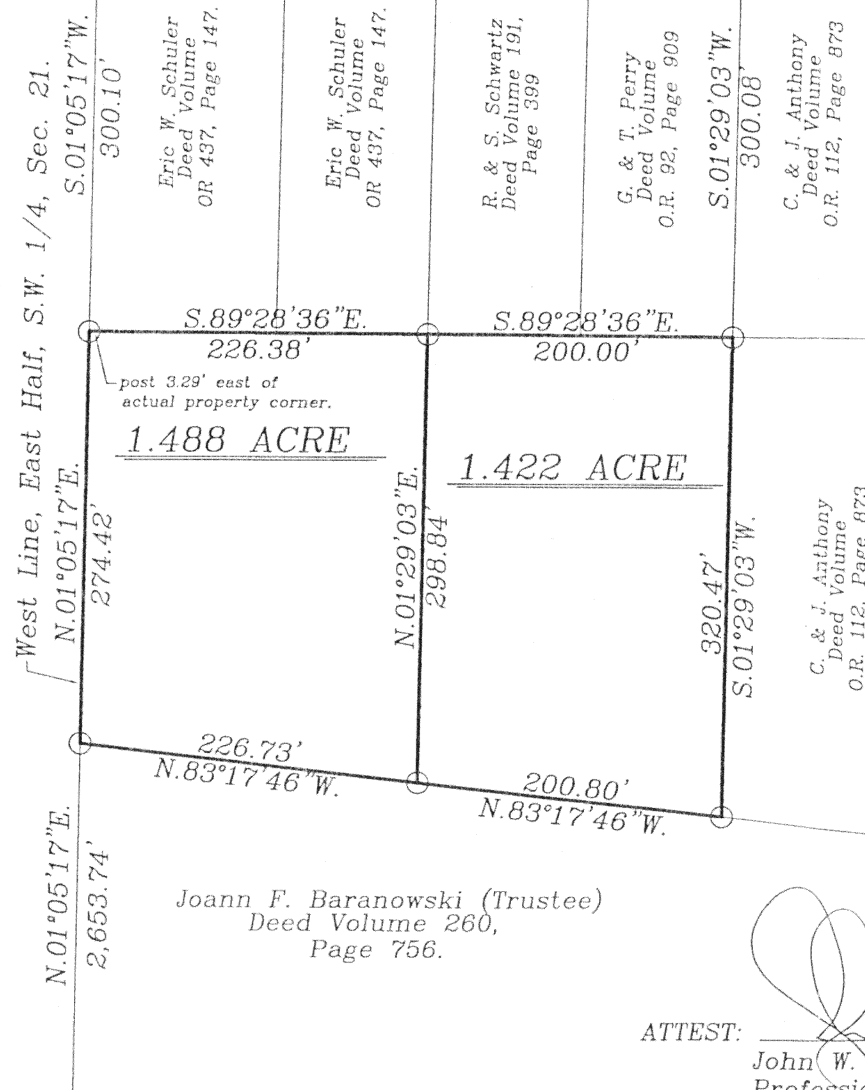 West Line, East Half, S.W. 1/4, Sec. 21.
S.01°05'17"W.
300.10'
Eric W. Schuler
Deed Volume
OR 437, Page 147.
Eric W. Schuler
Deed Volume
OR 437, Page 147.
R. & S. Schwartz
Deed Volume 191,
Page 399
G. & T. Perry
Deed Volume
O.R. 92, Page 909
S.01°29'03"W.
300.08'
C. & J. Anthony
Deed Volume
O.R. 112, Page 873
S.89°28'36"E.
226.38'
S.89°28'36"E.
200.00'
post 3.29' east of
actual property corner.
1.488 ACRE
1.422 ACRE
N.01°05'17"E.
274.42'
N.01°29'03"E.
298.84'
320.47'
S.01°29'03"W.
C. & J. Anthony
Deed Volume
O.R. 112, Page 873
226.73'
N.83°17'46"W.
200.80'
N.83°17'46"W.
N.01°05'17"E.
2,653.74'
Joann F. Baranowski (Trustee)
Deed Volume 260,
Page 756.
ATTEST:
John W.